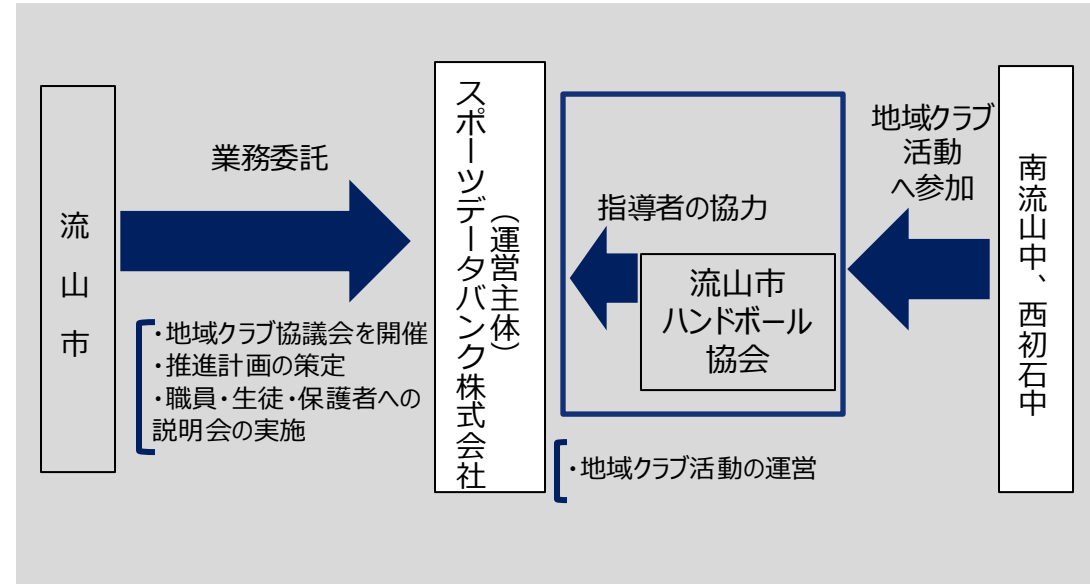 流山市
業務委託
・地域クラブ協議会を開催
・推進計画の策定
・職員・生徒・保護者への
説明会の実施
スポーツデータバンク株式会社
（運営主体）
指導者の協力
流山市
ハンドボール
協会
・地域クラブ活動の運営
地域クラブ
活動
へ参加
南流山中、西初石中